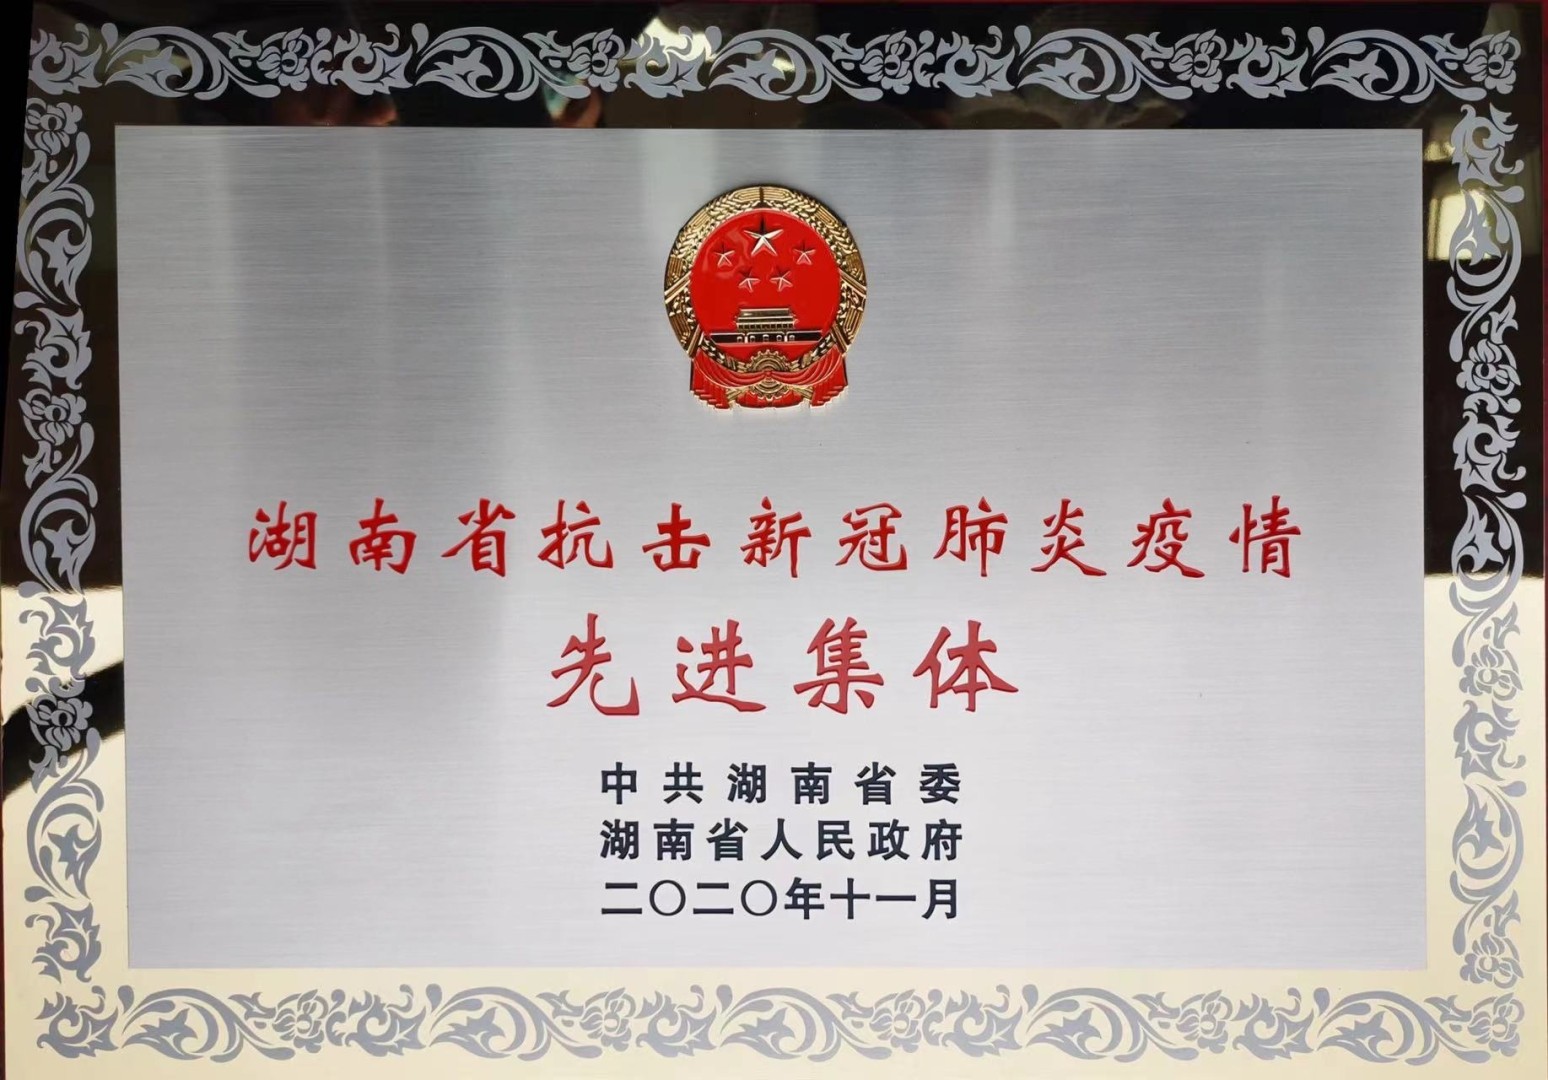 湖南省抗击新冠肺炎疫情
先进集体
中共湖南省委
湖南省人民政府
二〇二〇年十一月